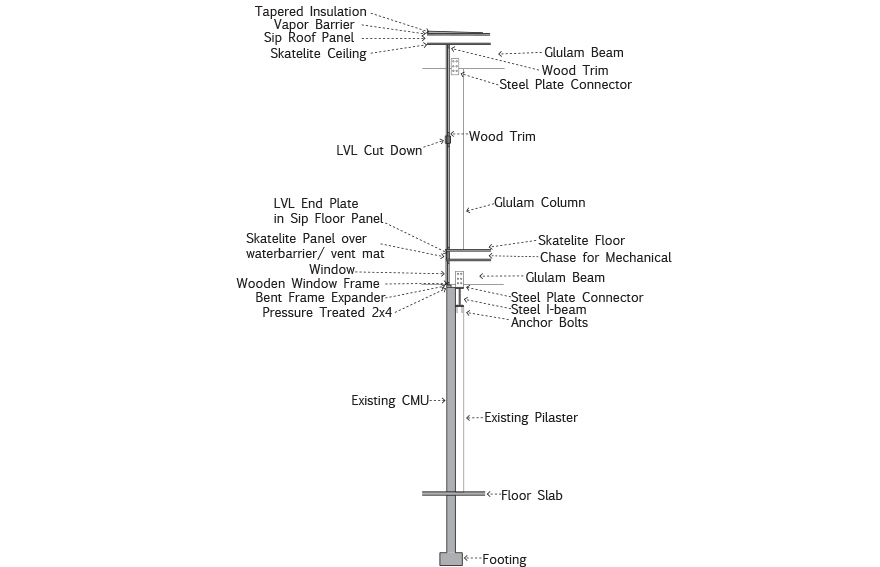 Tapered Insulation
Vapor Barrier
Sip Roof Panel
Skatelite Ceiling
Glulam Beam
Wood Trim
Steel Plate Connector
Wood Trim
LVL Cut Down
LVL End Plate
in Sip Floor Panel
Glulam Column
Skatelite Panel over
waterbarrier/ vent mat
Skatelite Floor
Chase for Mechanical
Window
Wooden Window Frame
Bent Frame Expander
Pressure Treated 2x4
Glulam Beam
Steel Plate Connector
Steel I-beam
Anchor Bolts
Existing CMU
Existing Pilaster
Floor Slab
Footing